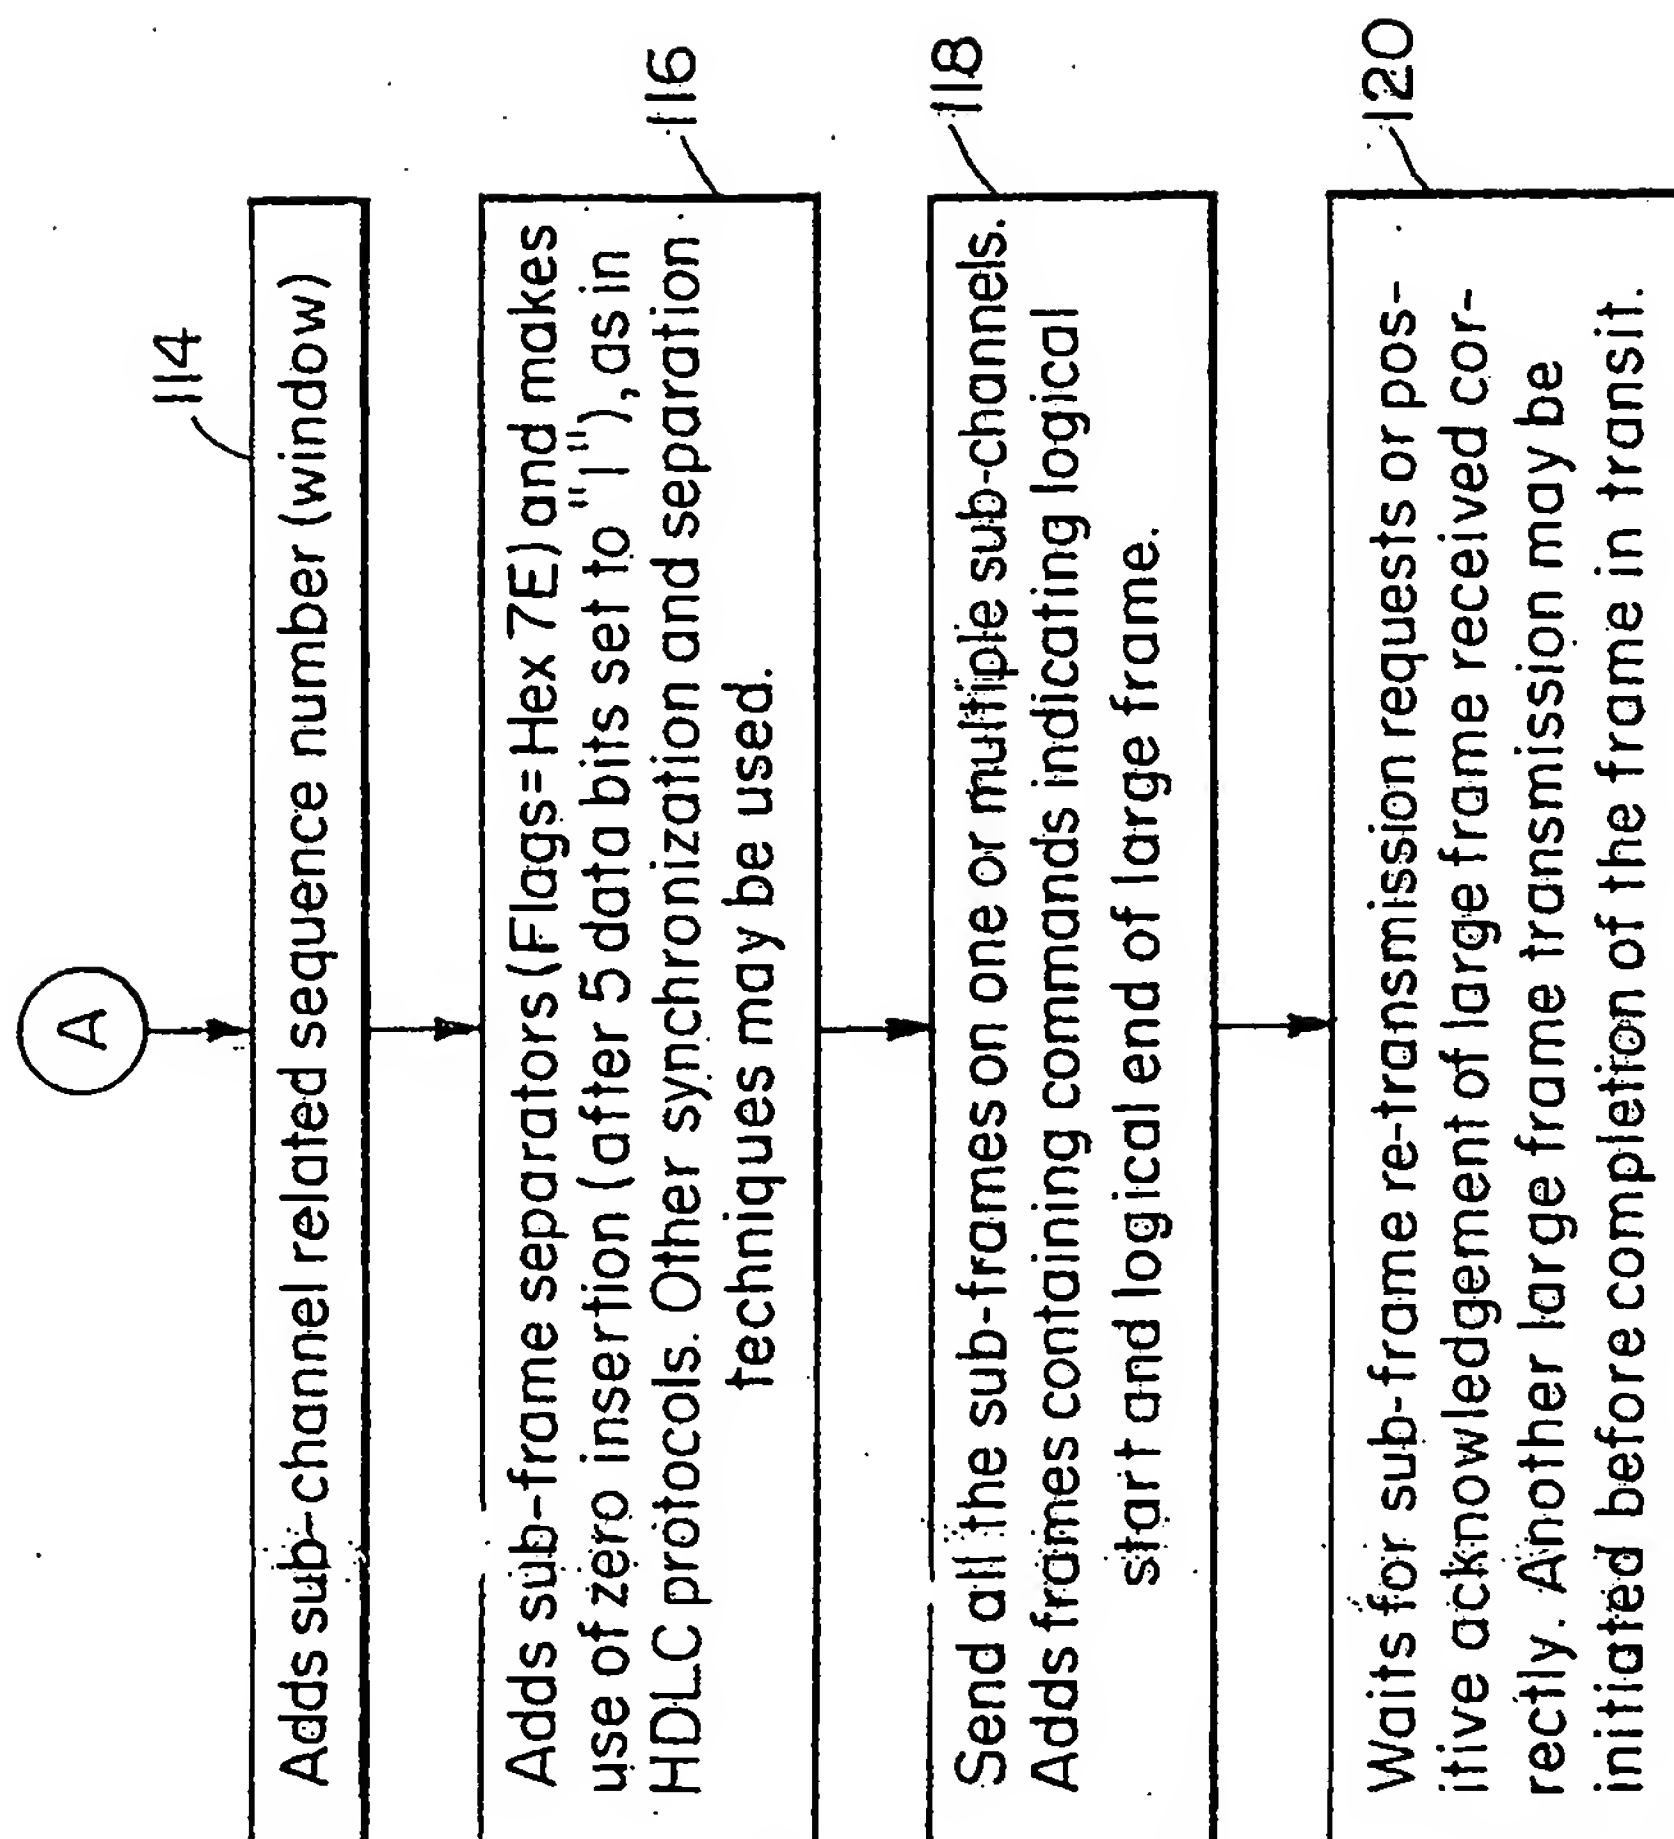 A
114
Adds sub-channel related sequence number (window)
116
Adds sub-frame separators (Flags=Hex 7E) and makes
use of zero insertion (after 5 data bits set to "1"), as in
HDLC protocols. Other synchronization and separation
techniques may be used.
118
Send all the sub-frames on one or multiple sub-channels.
Adds frames containing commands indicating logical
start and logical end of large frame.
120
Waits for sub-frame re-transmission requests or pos-
itive acknowledgement of large frame received cor-
rectly. Another large frame transmission may be
initiated before completion of the frame in transit.